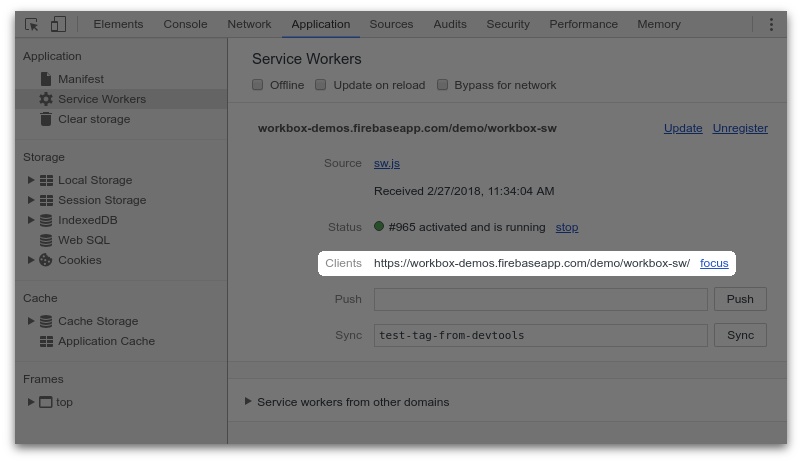 Elements Console Network Application Sources Audits Security Performance Memory
Application
Manifest
Service Workers
Clear storage
Storage
Local Storage
Session Storage
IndexedDB
Web SQL
Cookies
Cache
Cache Storage
Application Cache
Frames
top
Service Workers
Offline Update on reload Bypass for network
workbox-demos.firebaseapp.com/demo/workbox-sw Update Unregister
Source sw.js
Received 2/27/2018, 11:34:04 AM
Status #965 activated and is running stop
Clients https://workbox-demos.firebaseapp.com/demo/workbox-sw/ focus
Push Push
Sync test-tag-from-devtools Sync
Service workers from other domains